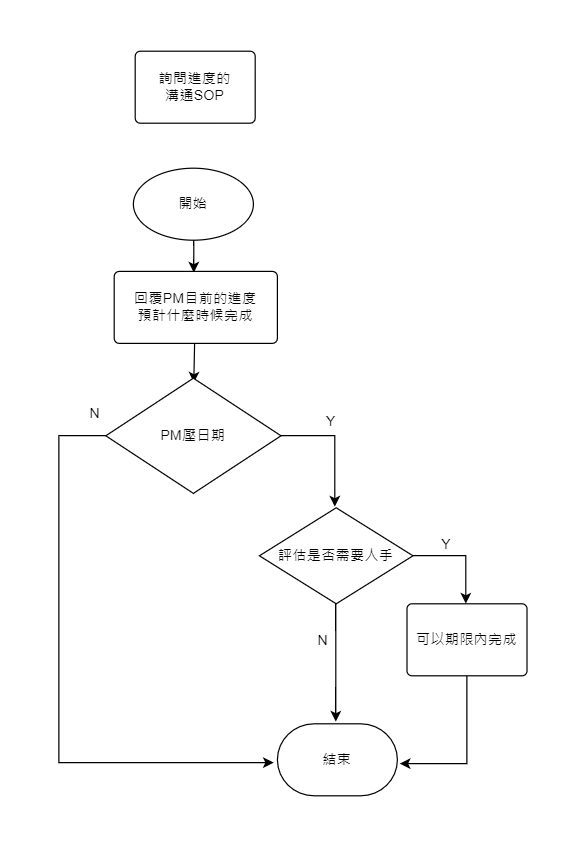 詢問進度的
溝通SOP
開始
回覆PM目前的進度
預計什麼時候完成
N
PM壓日期
Y
評估是否需要人手
Y
N
可以期限內完成
結束